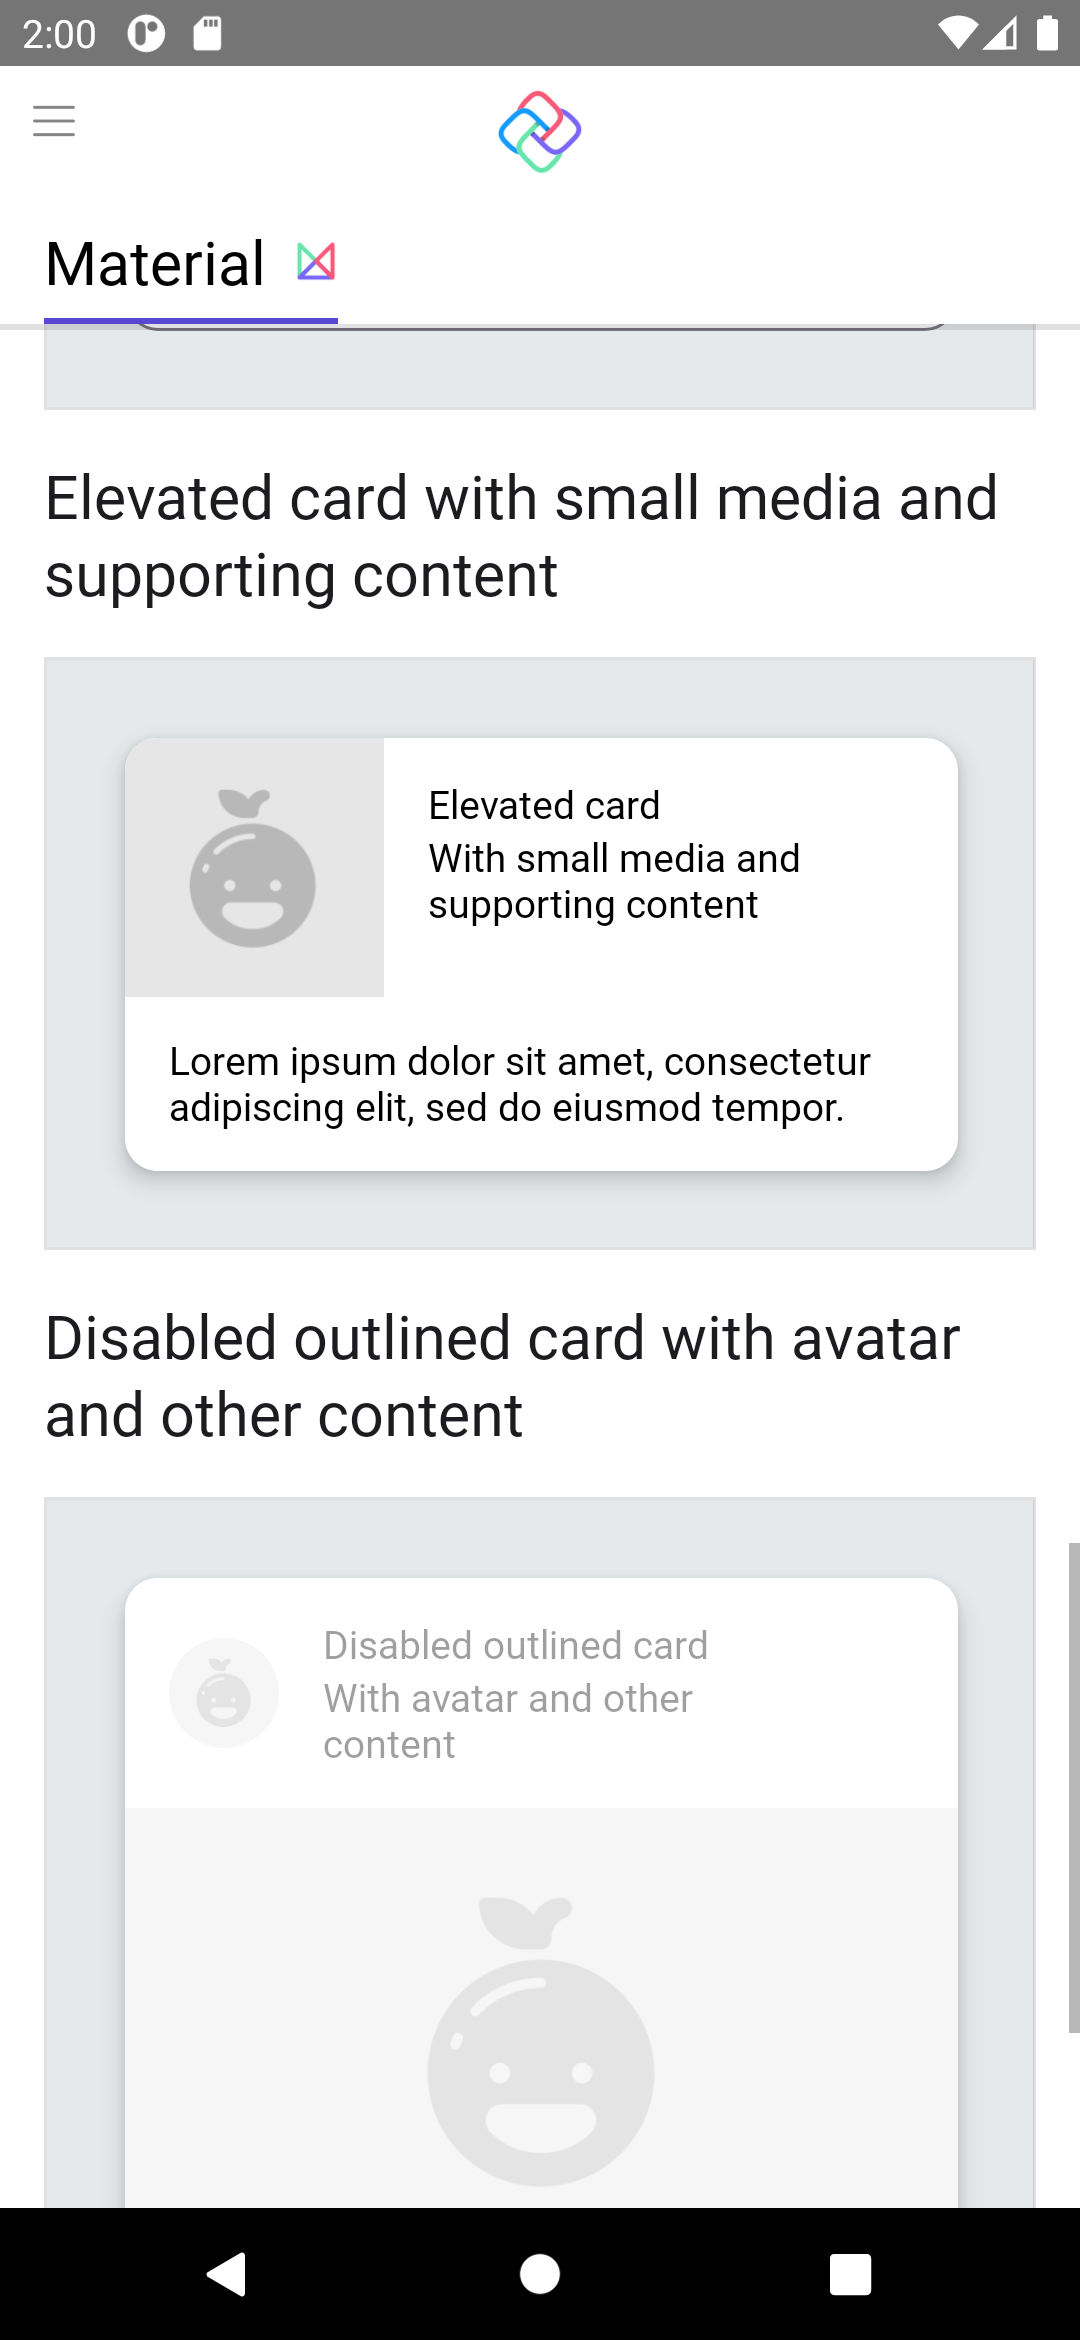 2:00
Material
Elevated card with small media and
supporting content
Elevated card
With small media and
supporting content
Lorem ipsum dolor sit amet, consectetur
adipiscing elit, sed do eiusmod tempor.
Disabled outlined card with avatar
and other content
Disabled outlined card
With avatar and other
content